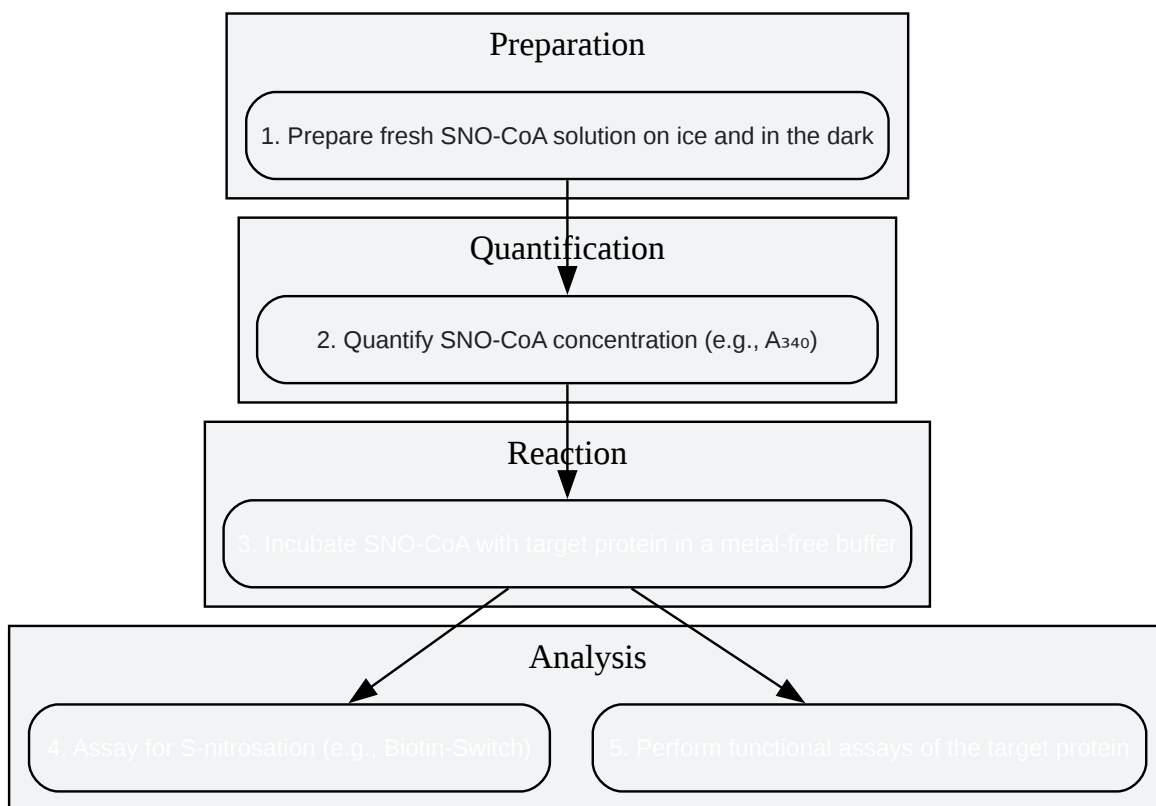 Preparation
1. Prepare fresh SNO-CoA solution on ice and in the dark
Quantification
2. Quantify SNO-CoA concentration (e.g., A₃₄₀)
Reaction
3. Incubate SNO-CoA with target protein in a metal-free buffer
Analysis
4. Assay for S-nitrosation (e.g., Biotin-Switch)
5. Perform functional assays of the target protein